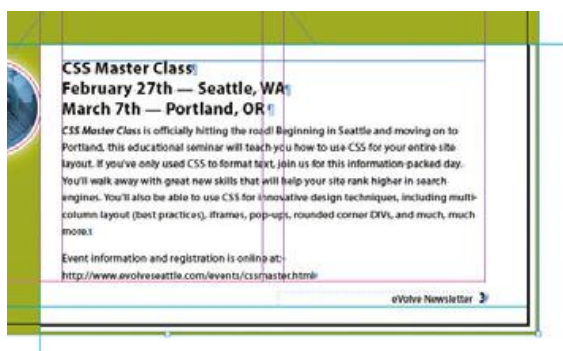 CSS Master Class
February 27th — Seattle, WA
March 7th — Portland, OR
CSS Master Class is officially hitting the road! Beginning in Seattle and moving on to
Portland, this educational seminar will teach you how to use CSS for your entire site
layout. If you've only used CSS to format text, join us for this information-packed day.
You'll walk away with great new skills that will help your site rank higher in search
engines. You'll also be able to use CSS for innovative design techniques, including multi-
column layout (best practices), iframes, pop-ups, rounded corner DIVs, and much, much
more.
Event information and registration is online at:
http://www.evolveseattle.com/events/cssmaster.html
eVolve Newsletter 3